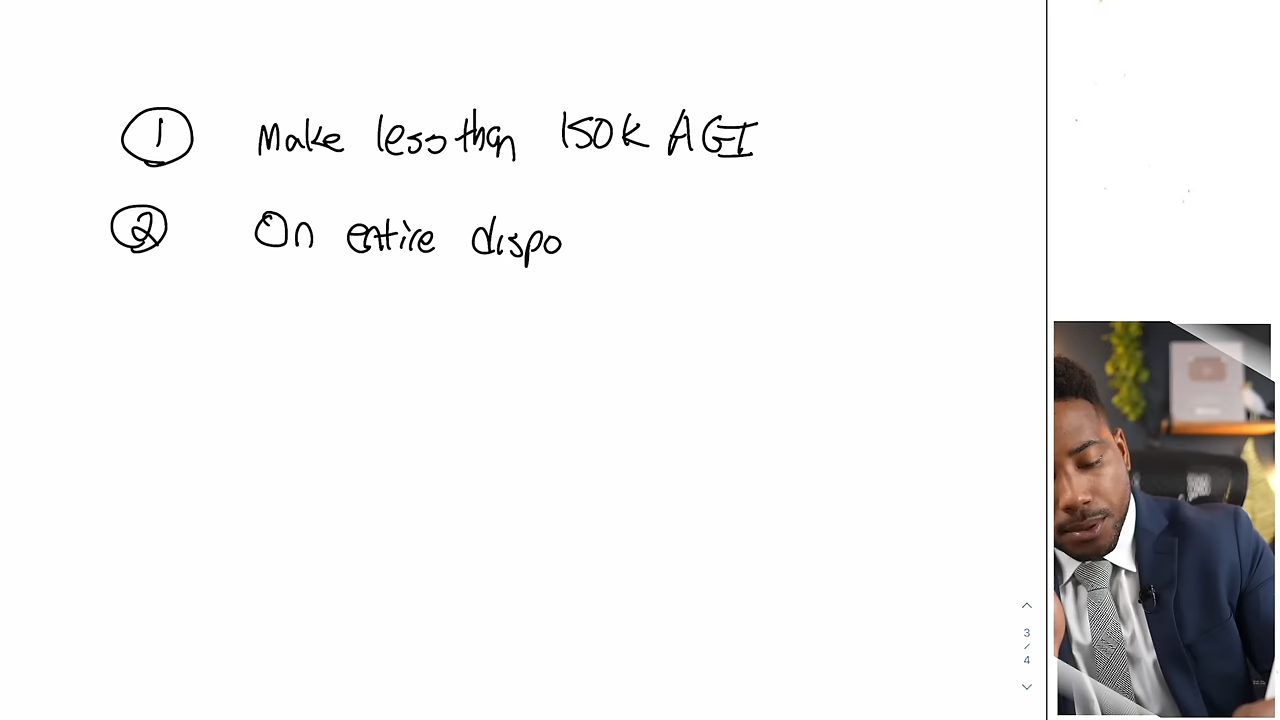 ① Make less than 150K AGI
② On entire dispo
3
/
4